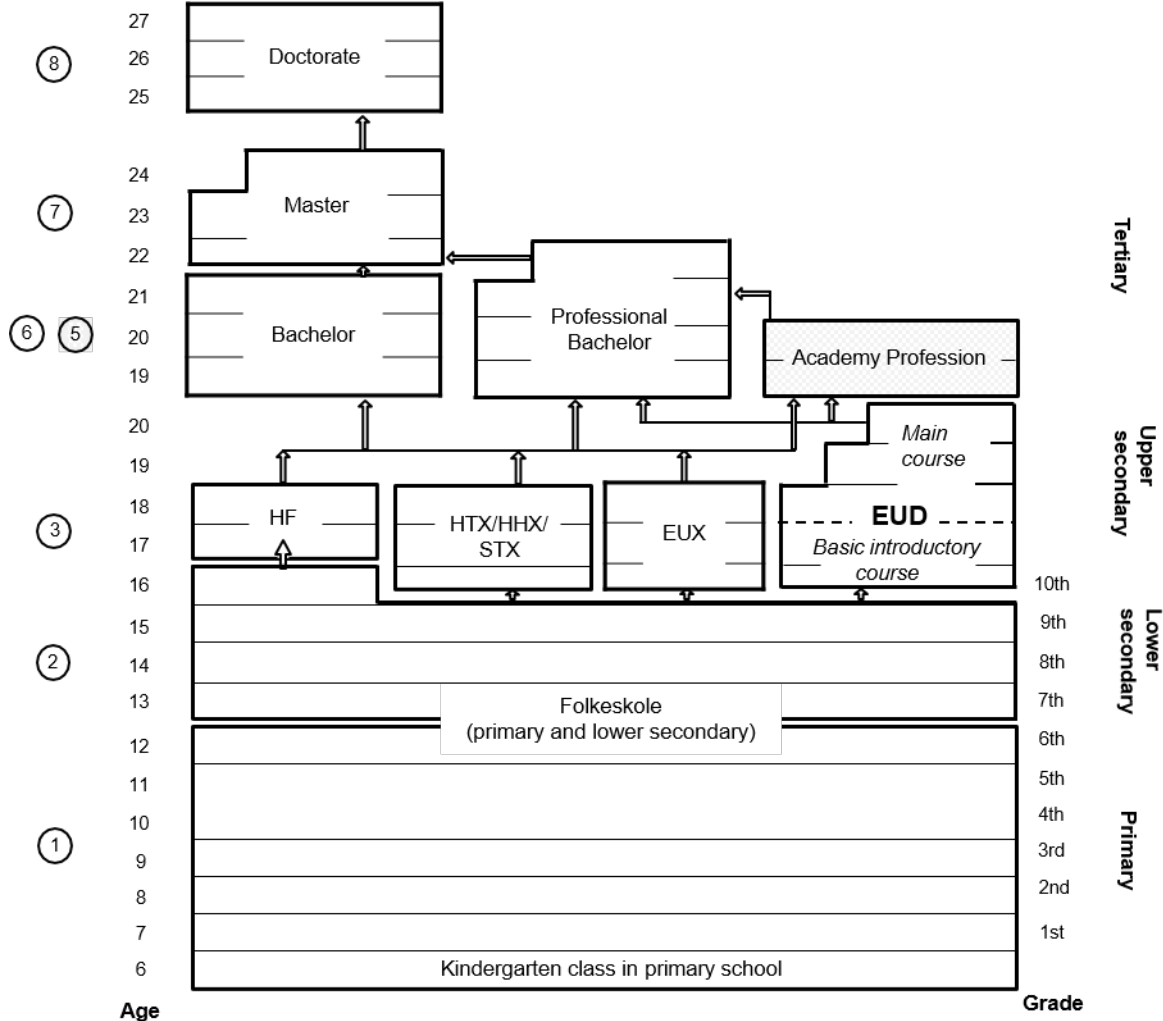 27
8
26
Doctorate
25
24
7
Master
23
22
Tertiary
21
6
5
20
Bachelor
Professional
Bachelor
Academy Profession
19
20
Main
course
Upper
secondary
19
18
HF
HTX/HHX/
STX
EUX
EUD
3
17
Basic introductory
course
16
10th
15
9th
Lower
secondary
2
14
8th
13
7th
Folkeskole
(primary and lower secondary)
12
6th
11
5th
10
4th
Primary
1
9
3rd
8
2nd
7
1st
6
Kindergarten class in primary school
Age
Grade